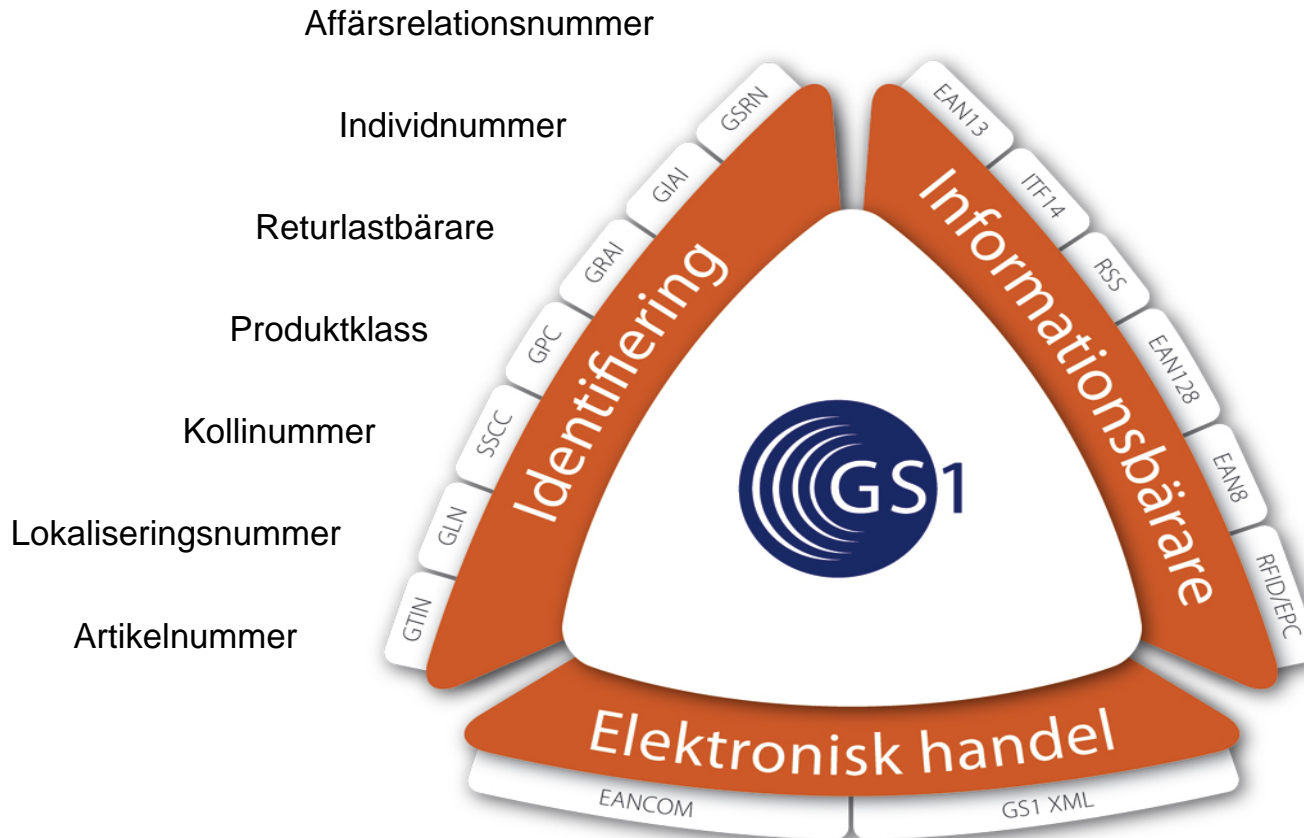 Affärsrelationsnummer
Individnummer
Returlastbärare
Produktklass
Kollinummer
Lokaliseringsnummer
Artikelnummer
GSRN
GIAI
GRAI
GPC
SSCC
GLN
GTIN
Identifiering
EAN13
ITF14
RSS
EAN128
EAN8
RFID/EPC
Informationsbärare
GS1
Elektronisk handel
EANCOM
GS1 XML